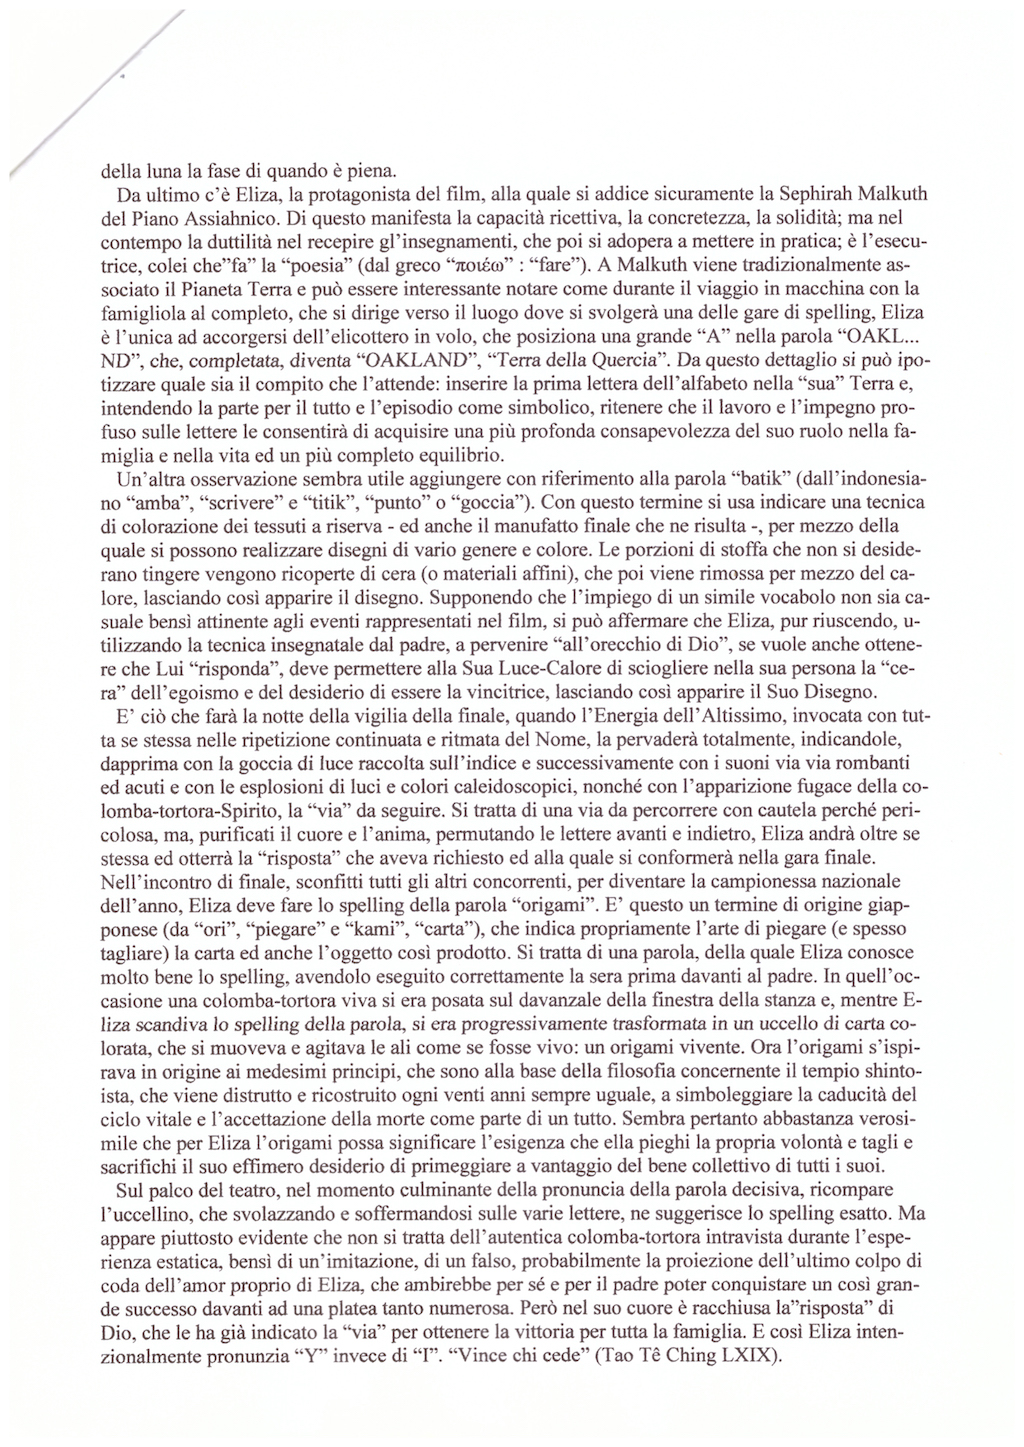 della luna la fase di quando è piena.
Da ultimo c'è Eliza, la protagonista del film, alla quale si addice sicuramente la Sephirah Malkuth
del Piano Assiahnico. Di questo manifesta la capacità ricettiva, la concretezza, la solidità; ma nel
contempo la duttilità nel recepire gl'insegnamenti, che poi si adopera a mettere in pratica; è l'esecu-
trice, colei che"fa" la "poesia" (dal greco "ποιέω" : "fare"). A Malkuth viene tradizionalmente as-
sociato il Pianeta Terra e può essere interessante notare come durante il viaggio in macchina con la
famigliola al completo, che si dirige verso il luogo dove si svolgerà una delle gare di spelling, Eliza
è l'unica ad accorgersi dell'elicottero in volo, che posiziona una grande "A" nella parola "OAKL...
ND", che, completata, diventa "OAKLAND", "Terra della Quercia". Da questo dettaglio si può ipo-
tizzare quale sia il compito che l'attende: inserire la prima lettera dell'alfabeto nella "sua" Terra e,
intendendo la parte per il tutto e l'episodio come simbolico, ritenere che il lavoro e l'impegno pro-
fuso sulle lettere le consentirà di acquisire una più profonda consapevolezza del suo ruolo nella fa-
miglia e nella vita ed un più completo equilibrio.
Un'altra osservazione sembra utile aggiungere con riferimento alla parola "batik" (dall'indonesia-
no "amba", "scrivere" e "titik", "punto" o "goccia"). Con questo termine si usa indicare una tecnica
di colorazione dei tessuti a riserva - ed anche il manufatto finale che ne risulta -, per mezzo della
quale si possono realizzare disegni di vario genere e colore. Le porzioni di stoffa che non si deside-
rano tingere vengono ricoperte di cera (o materiali affini), che poi viene rimossa per mezzo del ca-
lore, lasciando così apparire il disegno. Supponendo che l'impiego di un simile vocabolo non sia ca-
suale bensì attinente agli eventi rappresentati nel film, si può affermare che Eliza, pur riuscendo, u-
tilizzando la tecnica insegnatale dal padre, a pervenire "all'orecchio di Dio", se vuole anche ottene-
re che Lui "risponda", deve permettere alla Sua Luce-Calore di sciogliere nella sua persona la "ce-
ra" dell'egoismo e del desiderio di essere la vincitrice, lasciando così apparire il Suo Disegno.
E' ciò che farà la notte della vigilia della finale, quando l'Energia dell'Altissimo, invocata con tut-
ta se stessa nelle ripetizione continuata e ritmata del Nome, la pervaderà totalmente, indicandole,
dapprima con la goccia di luce raccolta sull'indice e successivamente con i suoni via via rombanti
ed acuti e con le esplosioni di luci e colori caleidoscopici, nonché con l'apparizione fugace della co-
lomba-tortora-Spirito, la "via" da seguire. Si tratta di una via da percorrere con cautela perché peri-
colosa, ma, purificati il cuore e l'anima, permutando le lettere avanti e indietro, Eliza andrà oltre se
stessa ed otterrà la "risposta" che aveva richiesto ed alla quale si conformerà nella gara finale.
Nell'incontro di finale, sconfitti tutti gli altri concorrenti, per diventare la campionessa nazionale
dell'anno, Eliza deve fare lo spelling della parola "origami". E' questo un termine di origine giap-
ponese (da "ori", "piegare" e "kami", "carta"), che indica propriamente l'arte di piegare (e spesso
tagliare) la carta ed anche l'oggetto così prodotto. Si tratta di una parola, della quale Eliza conosce
molto bene lo spelling, avendolo eseguito correttamente la sera prima davanti al padre. In quell'oc-
casione una colomba-tortora viva si era posata sul davanzale della finestra della stanza e, mentre E-
liza scandiva lo spelling della parola, si era progressivamente trasformata in un uccello di carta co-
lorata, che si muoveva e agitava le ali come se fosse vivo: un origami vivente. Ora l'origami s'ispi-
rava in origine ai medesimi principi, che sono alla base della filosofia concernente il tempio shinto-
ista, che viene distrutto e ricostruito ogni venti anni sempre uguale, a simboleggiare la caducità del
ciclo vitale e l'accettazione della morte come parte di un tutto. Sembra pertanto abbastanza verosi-
mile che per Eliza l'origami possa significare l'esigenza che ella pieghi la propria volontà e tagli e
sacrifichi il suo effimero desiderio di primeggiare a vantaggio del bene collettivo di tutti i suoi.
Sul palco del teatro, nel momento culminante della pronuncia della parola decisiva, ricompare
l'uccellino, che svolazzando e soffermandosi sulle varie lettere, ne suggerisce lo spelling esatto. Ma
appare piuttosto evidente che non si tratta dell'autentica colomba-tortora intravista durante l'espe-
rienza estatica, bensì di un'imitazione, di un falso, probabilmente la proiezione dell'ultimo colpo di
coda dell'amor proprio di Eliza, che ambirebbe per sé e per il padre poter conquistare un così gran-
de successo davanti ad una platea tanto numerosa. Però nel suo cuore è racchiusa la"risposta" di
Dio, che le ha già indicato la "via" per ottenere la vittoria per tutta la famiglia. E così Eliza inten-
zionalmente pronunzia "Y" invece di "I". "Vince chi cede" (Tao Tê Ching LXIX).